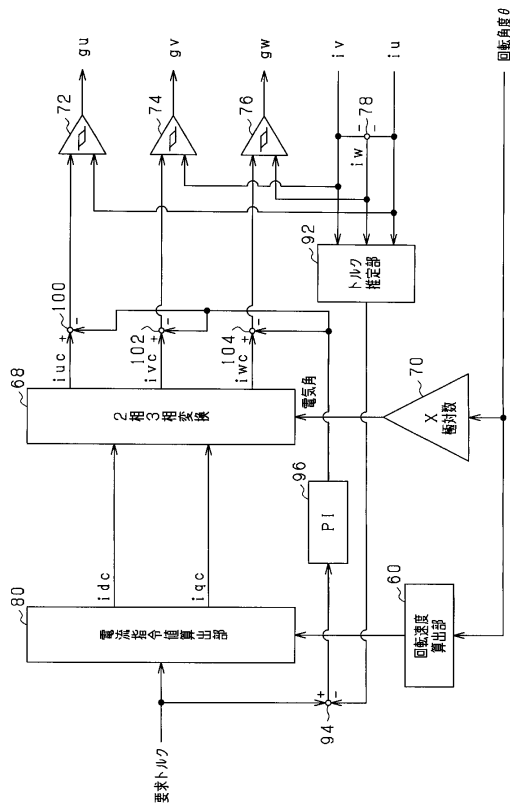 要求トルク
80
電流指令値算出部
idc
iqc
68
2相3相変換
iuc
ivc
iwc
+
-
100
+
-
102
+
-
104
72
gu
74
gv
76
gw
iv
iu
iw
78
-
-
92
トルク
推定部
電気角
70
×
極対数
96
PI
+
-
94
60
回転速度
算出部
回転角度θ